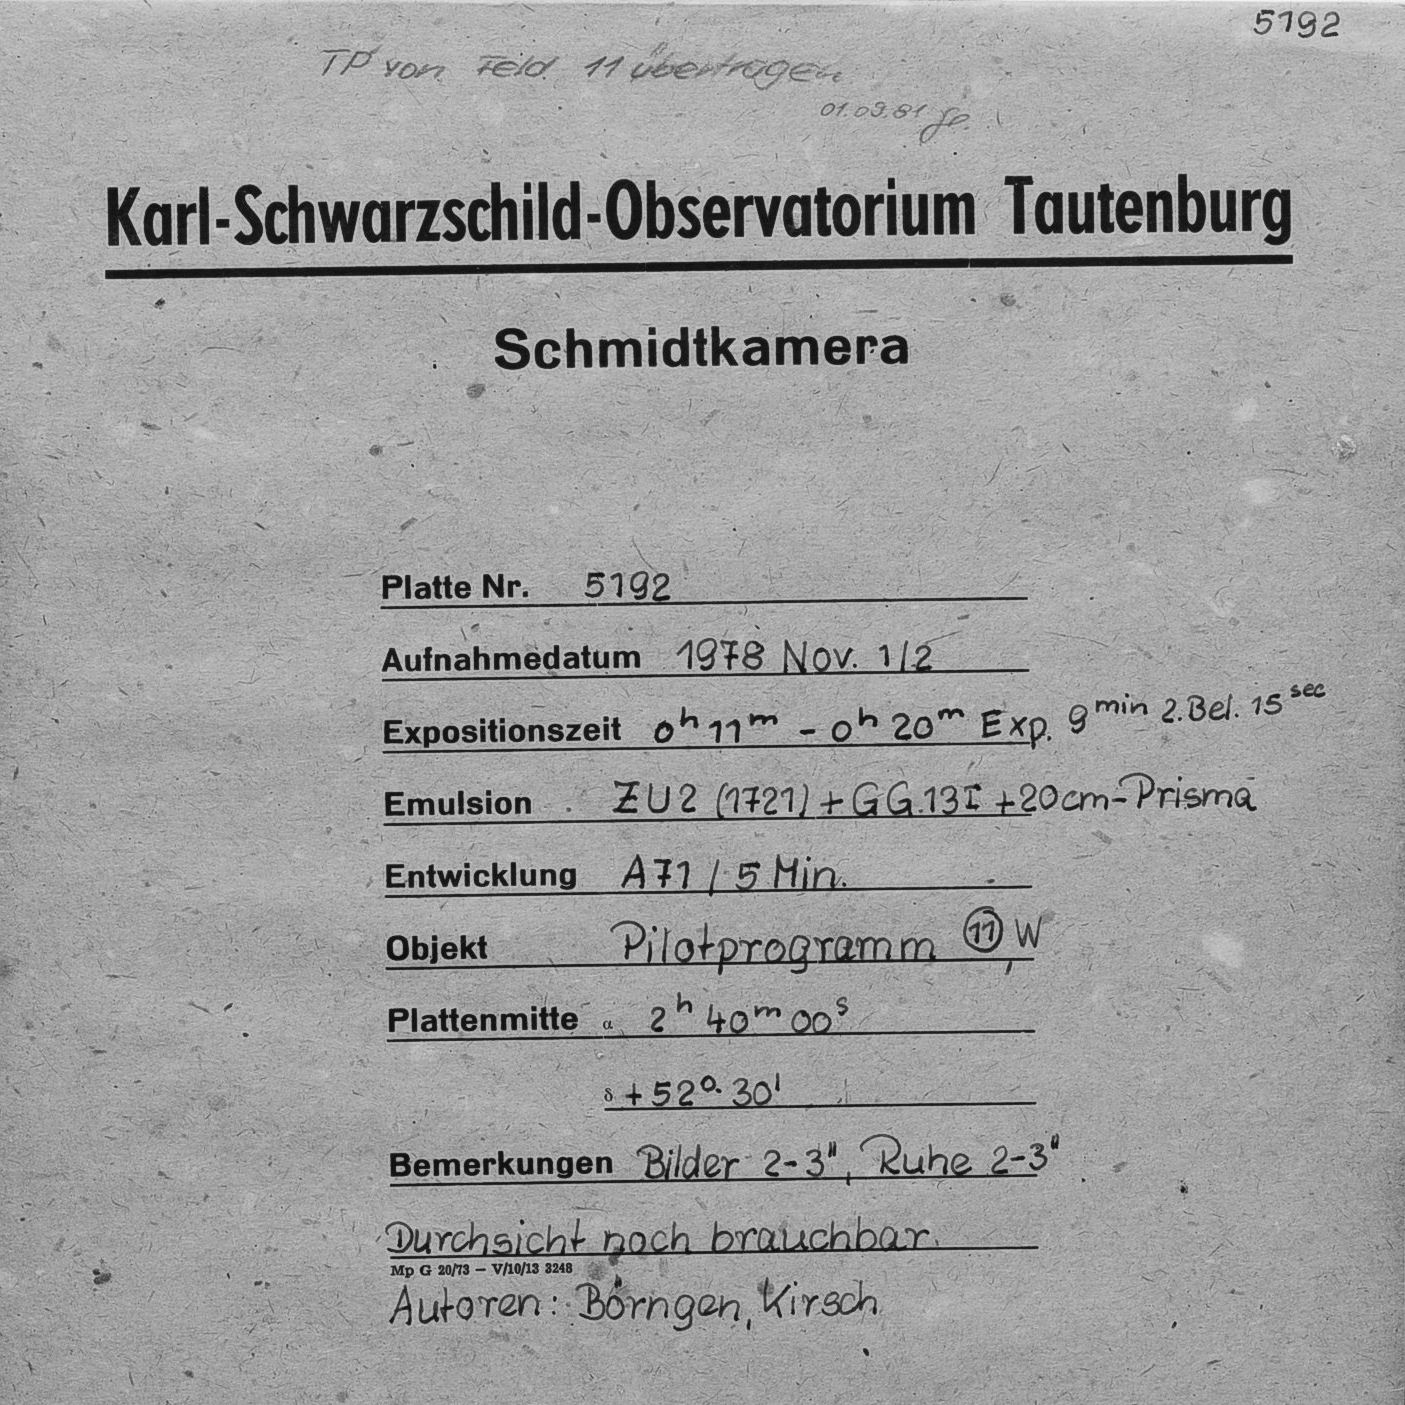 5192
TP von Feld 11 übertragen
01.09.81
Karl-Schwarzschild-Observatorium Tautenburg
Schmidtkamera
Platte Nr. 5192
Aufnahmedatum 1978 Nov. 1/2
Expositionszeit 0h 11m - 0h 20m Exp. 9min 2.Bel. 15sec
Emulsion ZU2 (1721) + GG 13I + 20cm-Prisma
Entwicklung A71 / 5 Min.
Objekt Pilotprogramm 11, W
Plattenmitte α 2h 40m 00s
δ +52°. 30'
Bemerkungen Bilder 2-3", Ruhe 2-3"
Durchsicht noch brauchbar.
Mp G 20/73 — V/10/13 3248
Autoren: Börngen, Kirsch